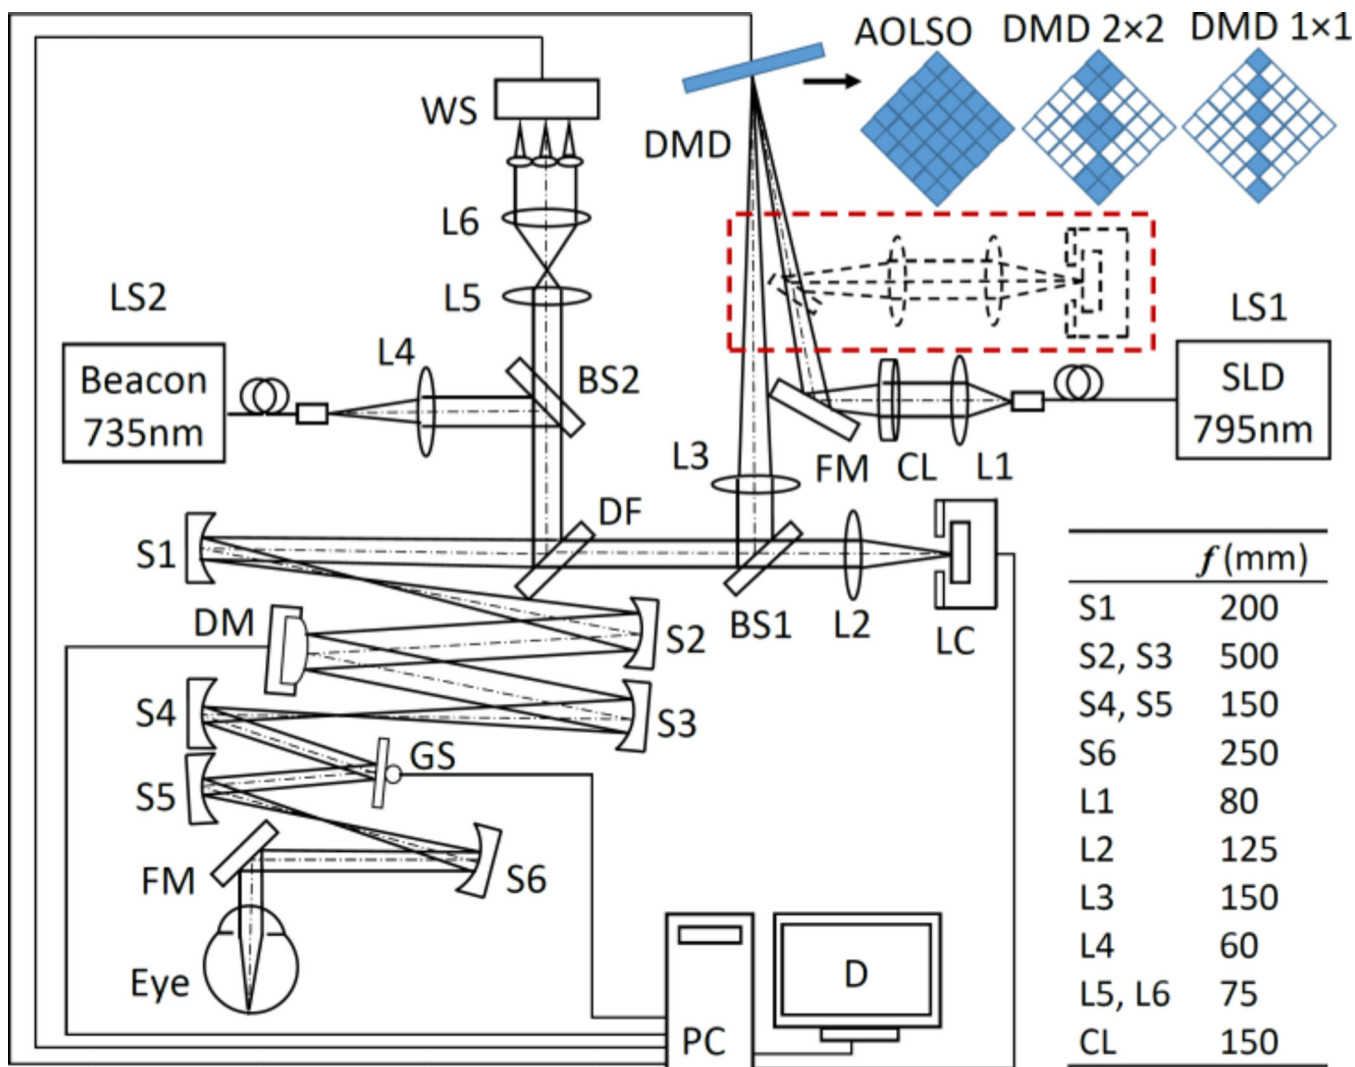 AOLSO
DMD 2×2
DMD 1×1
WS
DMD
L6
L5
LS2
LS1
L4
BS2
Beacon
735nm
SLD
795nm
L3
FM
CL
L1
DF
S1
DM
S2
BS1
L2
LC
S4
S3
GS
S5
FM
S6
Eye
D
PC
f (mm)
S1 200
S2, S3 500
S4, S5 150
S6 250
L1 80
L2 125
L3 150
L4 60
L5, L6 75
CL 150